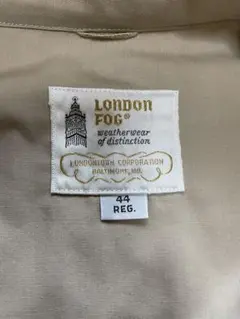 LONDON
FOG®
weatherwear
of distinction
LONDONTOWN CORPORATION
BALTIMORE, MD.
44
REG.